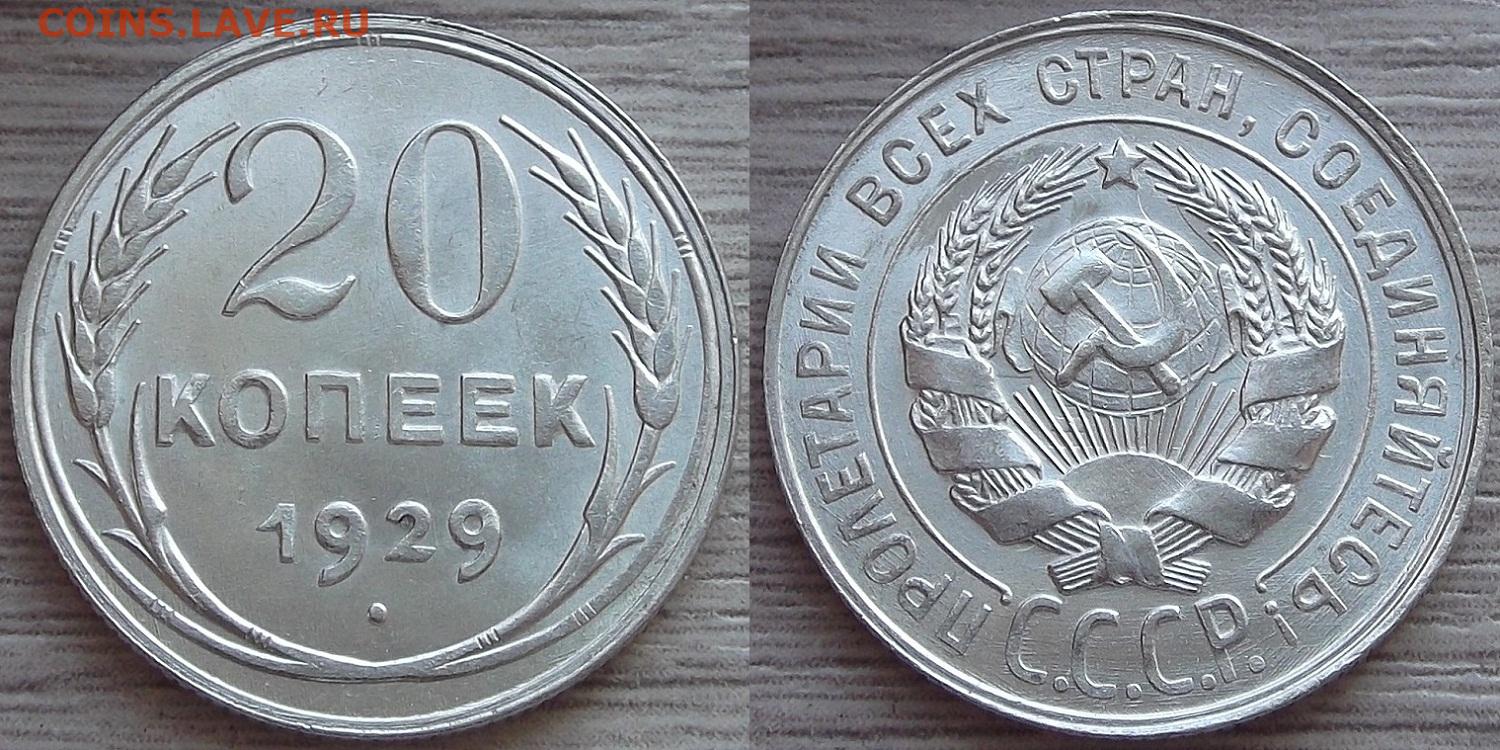 COINS.LAVE.RU
20
КОПЕЕК
1929
ПРОЛЕТАРИИ ВСЕХ СТРАН, СОЕДИНЯЙТЕСЬ!
С.С.С.Р.